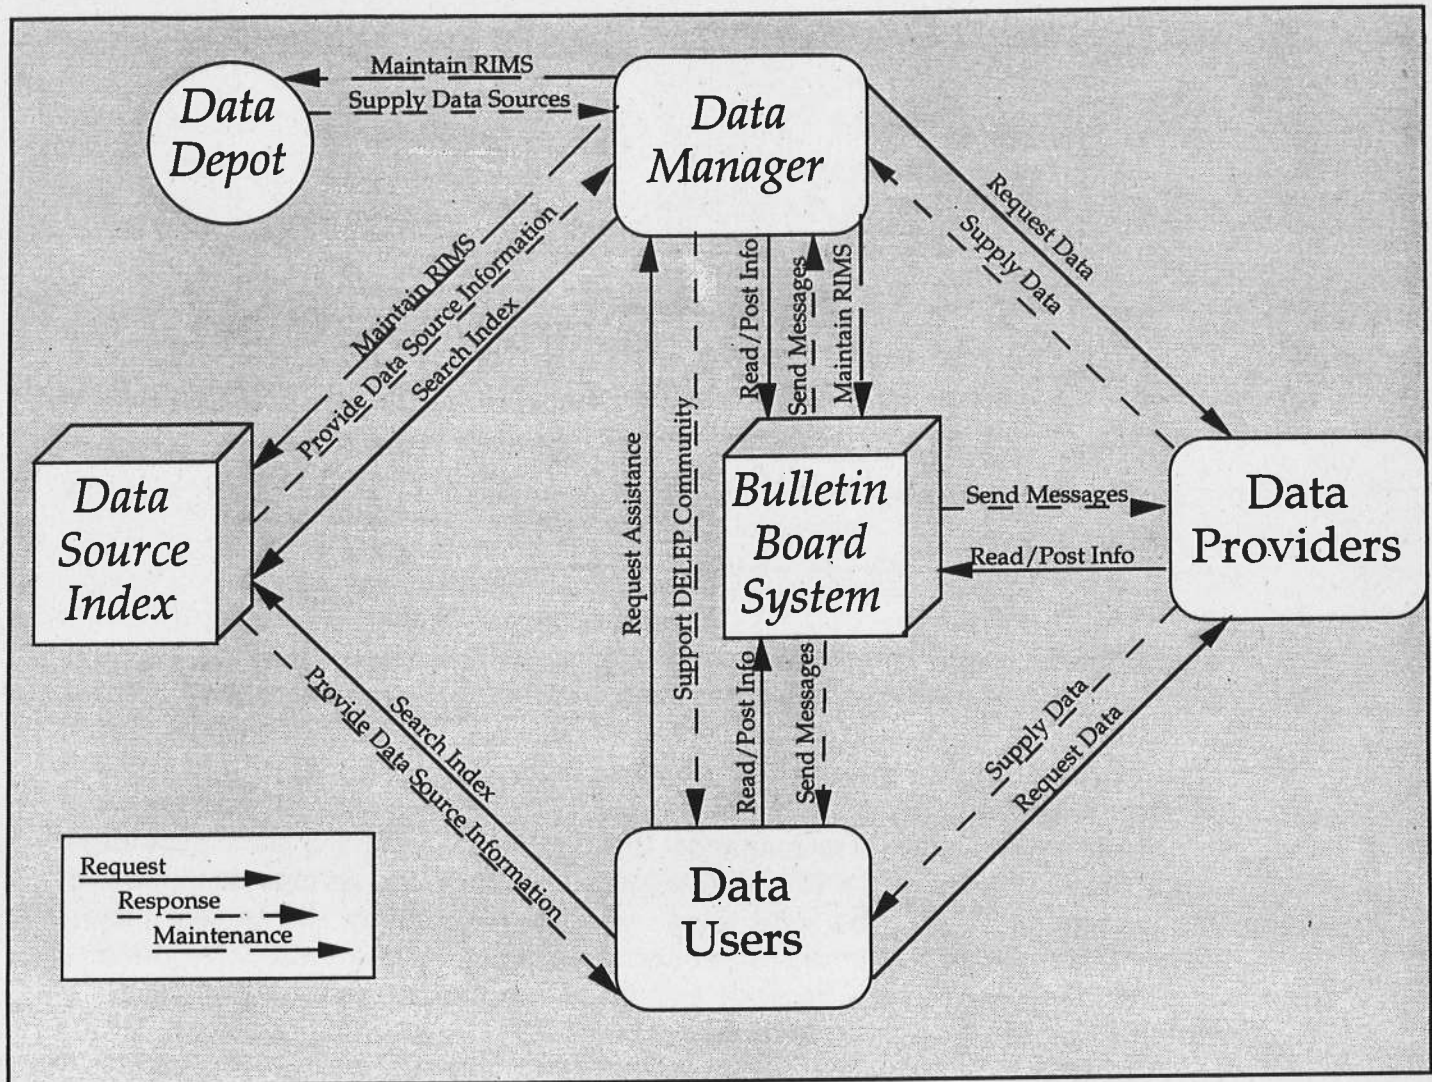 Maintain RIMS
Supply Data Sources
Data
Depot
Data
Manager
Request Data
Supply Data
Maintain RIMS
Provide Data Source Information
Search Index
Read/Post Info
Send Messages
Maintain RIMS
Request Assistance
Support DELEP Community
Data
Source
Index
Bulletin
Board
System
Send Messages
Read/Post Info
Data
Providers
Search Index
Provide Data Source Information
Read/Post Info
Send Messages
Supply Data
Request Data
Data
Users
Request
Response
Maintenance